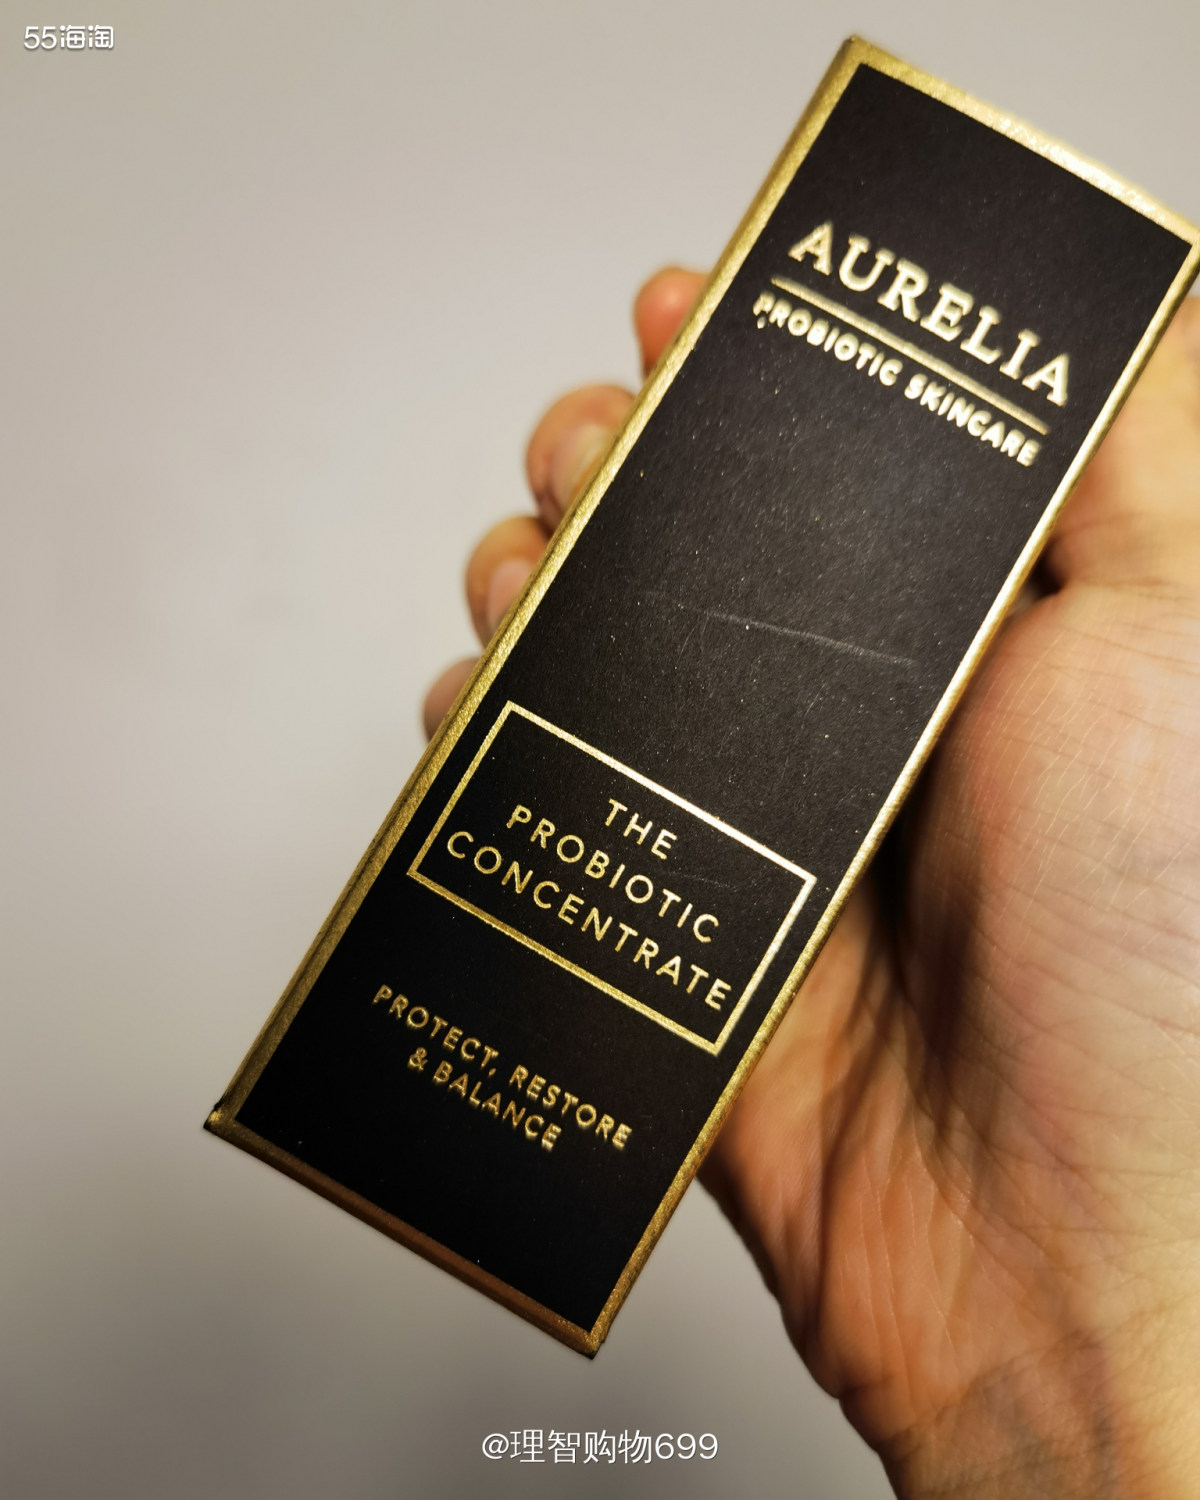 55海淘
AURELIA
PROBIOTIC SKINCARE
THE
PROBIOTIC
CONCENTRATE
PROTECT, RESTORE
& BALANCE
@理智购物699